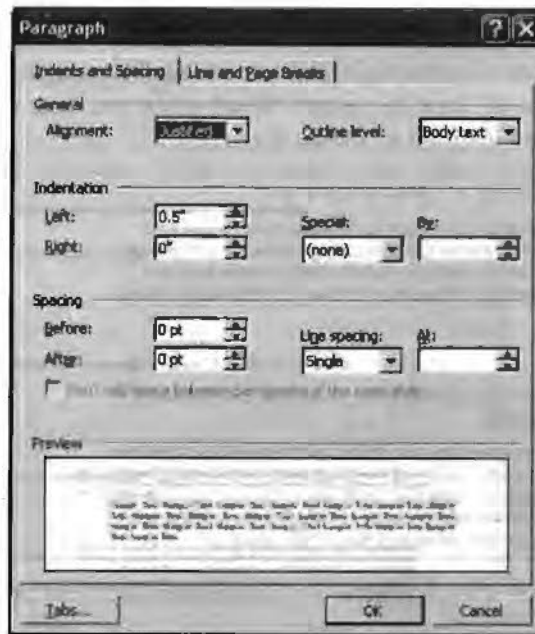 Paragraph
Indents and Spacing Line and Page Breaks
General
Alignment: Justified Outline level: Body text
Indentation
Left: 0.5" Special: By:
Right: 0" (none)
Spacing
Before: 0 pt Line spacing: At:
After: 0 pt Single
Preview
Tabs... OK Cancel